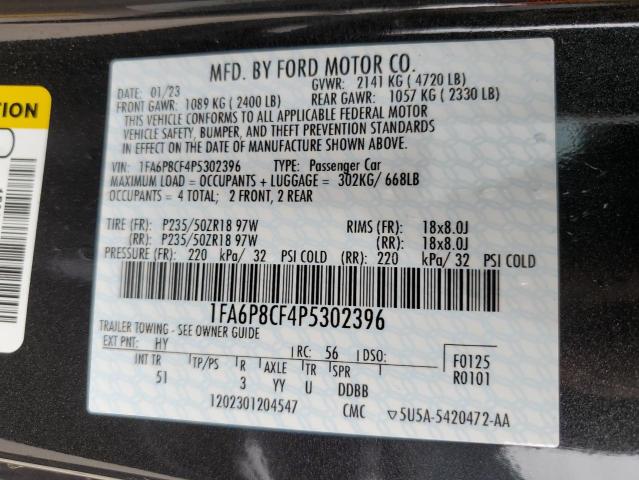 MFD. BY FORD MOTOR CO.
DATE: 01/23 GVWR: 2141 KG ( 4720 LB)
FRONT GAWR: 1089 KG ( 2400 LB) REAR GAWR: 1057 KG ( 2330 LB)
THIS VEHICLE CONFORMS TO ALL APPLICABLE FEDERAL MOTOR
VEHICLE SAFETY, BUMPER, AND THEFT PREVENTION STANDARDS
IN EFFECT ON THE DATE OF MANUFACTURE SHOWN ABOVE.
VIN: 1FA6P8CF4P5302396 TYPE: Passenger Car
MAXIMUM LOAD = OCCUPANTS + LUGGAGE = 302KG/ 668LB
OCCUPANTS = 4 TOTAL; 2 FRONT, 2 REAR
TIRE (FR): P235/50ZR18 97W RIMS (FR): 18x8.0J
(RR): P235/50ZR18 97W (RR): 18x8.0J
PRESSURE (FR): 220 kPa/ 32 PSI COLD (RR): 220 kPa/ 32 PSI COLD
1FA6P8CF4P5302396
TRAILER TOWING - SEE OWNER GUIDE
EXT PNT: HY RC: 56 DSO: F0125
INT TR TP/PS R AXLE TR SPR R0101
51 3 YY U DDBB
1202301204547 CMC ▽5U5A-5420472-AA